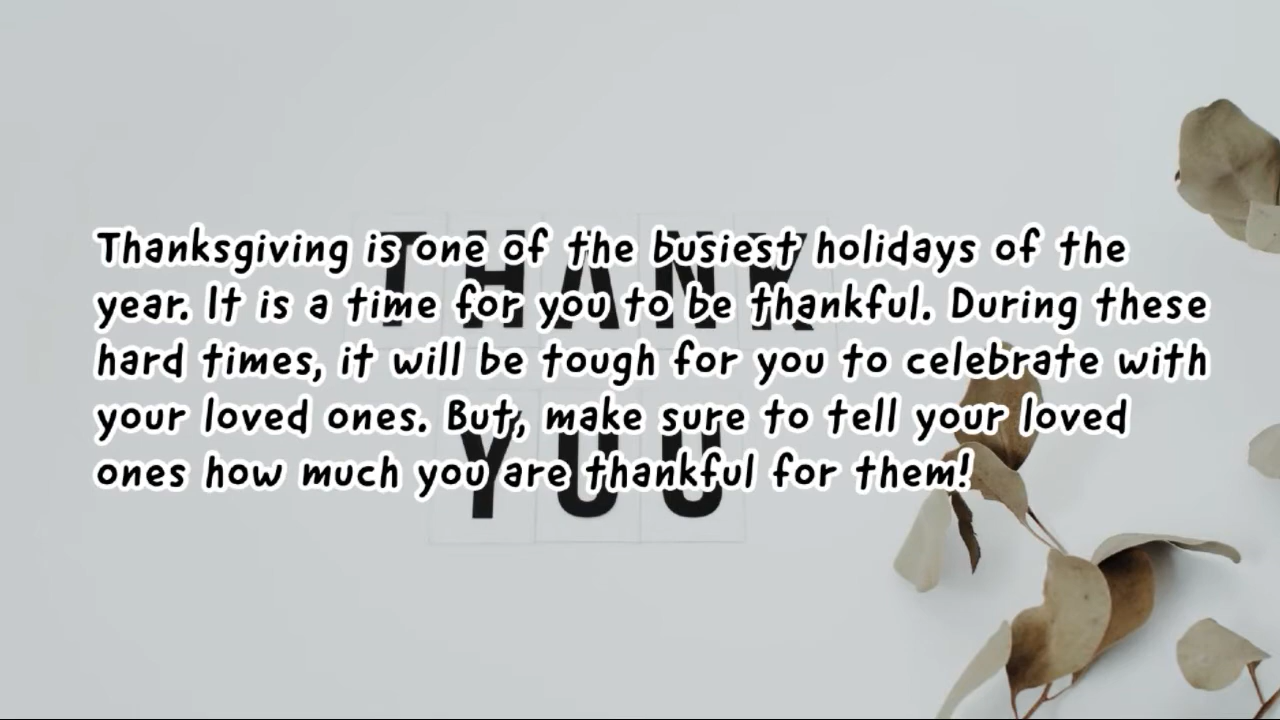 Thanksgiving is one of the busiest holidays of the
year. It is a time for you to be thankful. During these
hard times, it will be tough for you to celebrate with
your loved ones. But, make sure to tell your loved
ones how much you are thankful for them!
THANK
YOU